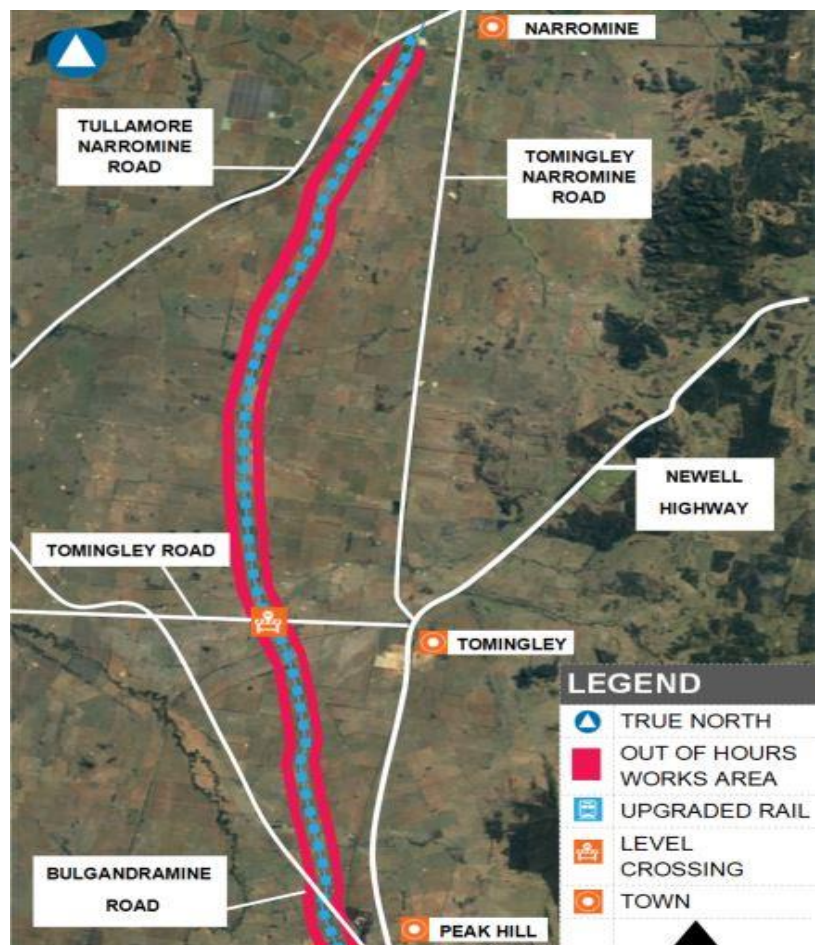 NARROMINE
TULLAMORE
NARROMINE
ROAD
TOMINGLEY
NARROMINE
ROAD
NEWELL
HIGHWAY
TOMINGLEY ROAD
TOMINGLEY
LEGEND
TRUE NORTH
OUT OF HOURS
WORKS AREA
UPGRADED RAIL
LEVEL
CROSSING
TOWN
BULGANDRAMINE
ROAD
PEAK HILL